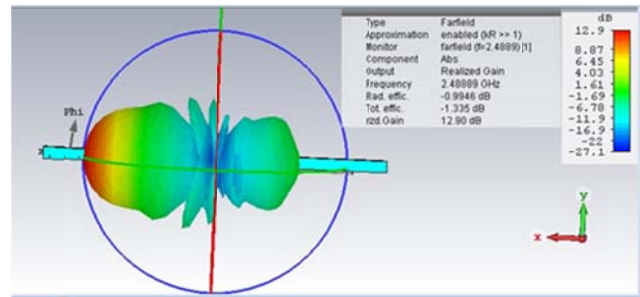 Type Farfield
Approximation enabled (kR >> 1)
Monitor farfield (f=2.4889) [1]
Component Abs
Output Realized Gain
Frequency 2.48889 GHz
Rad. effic. -0.9946 dB
Tot. effic. -1.335 dB
rzd.Gain 12.90 dB
dB
12.9
8.87
6.45
4.03
1.61
-1.69
-6.78
-11.9
-16.9
-22
-27.1
Phi
x
y
x